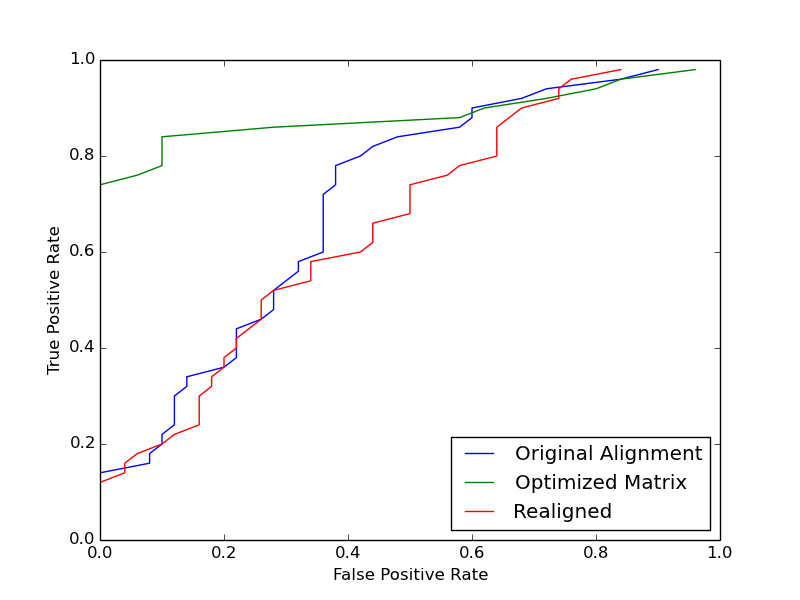 1.0
0.8
0.6
0.4
0.2
0.0
True Positive Rate
Original Alignment
Optimized Matrix
Realigned
0.0 0.2 0.4 0.6 0.8 1.0
False Positive Rate